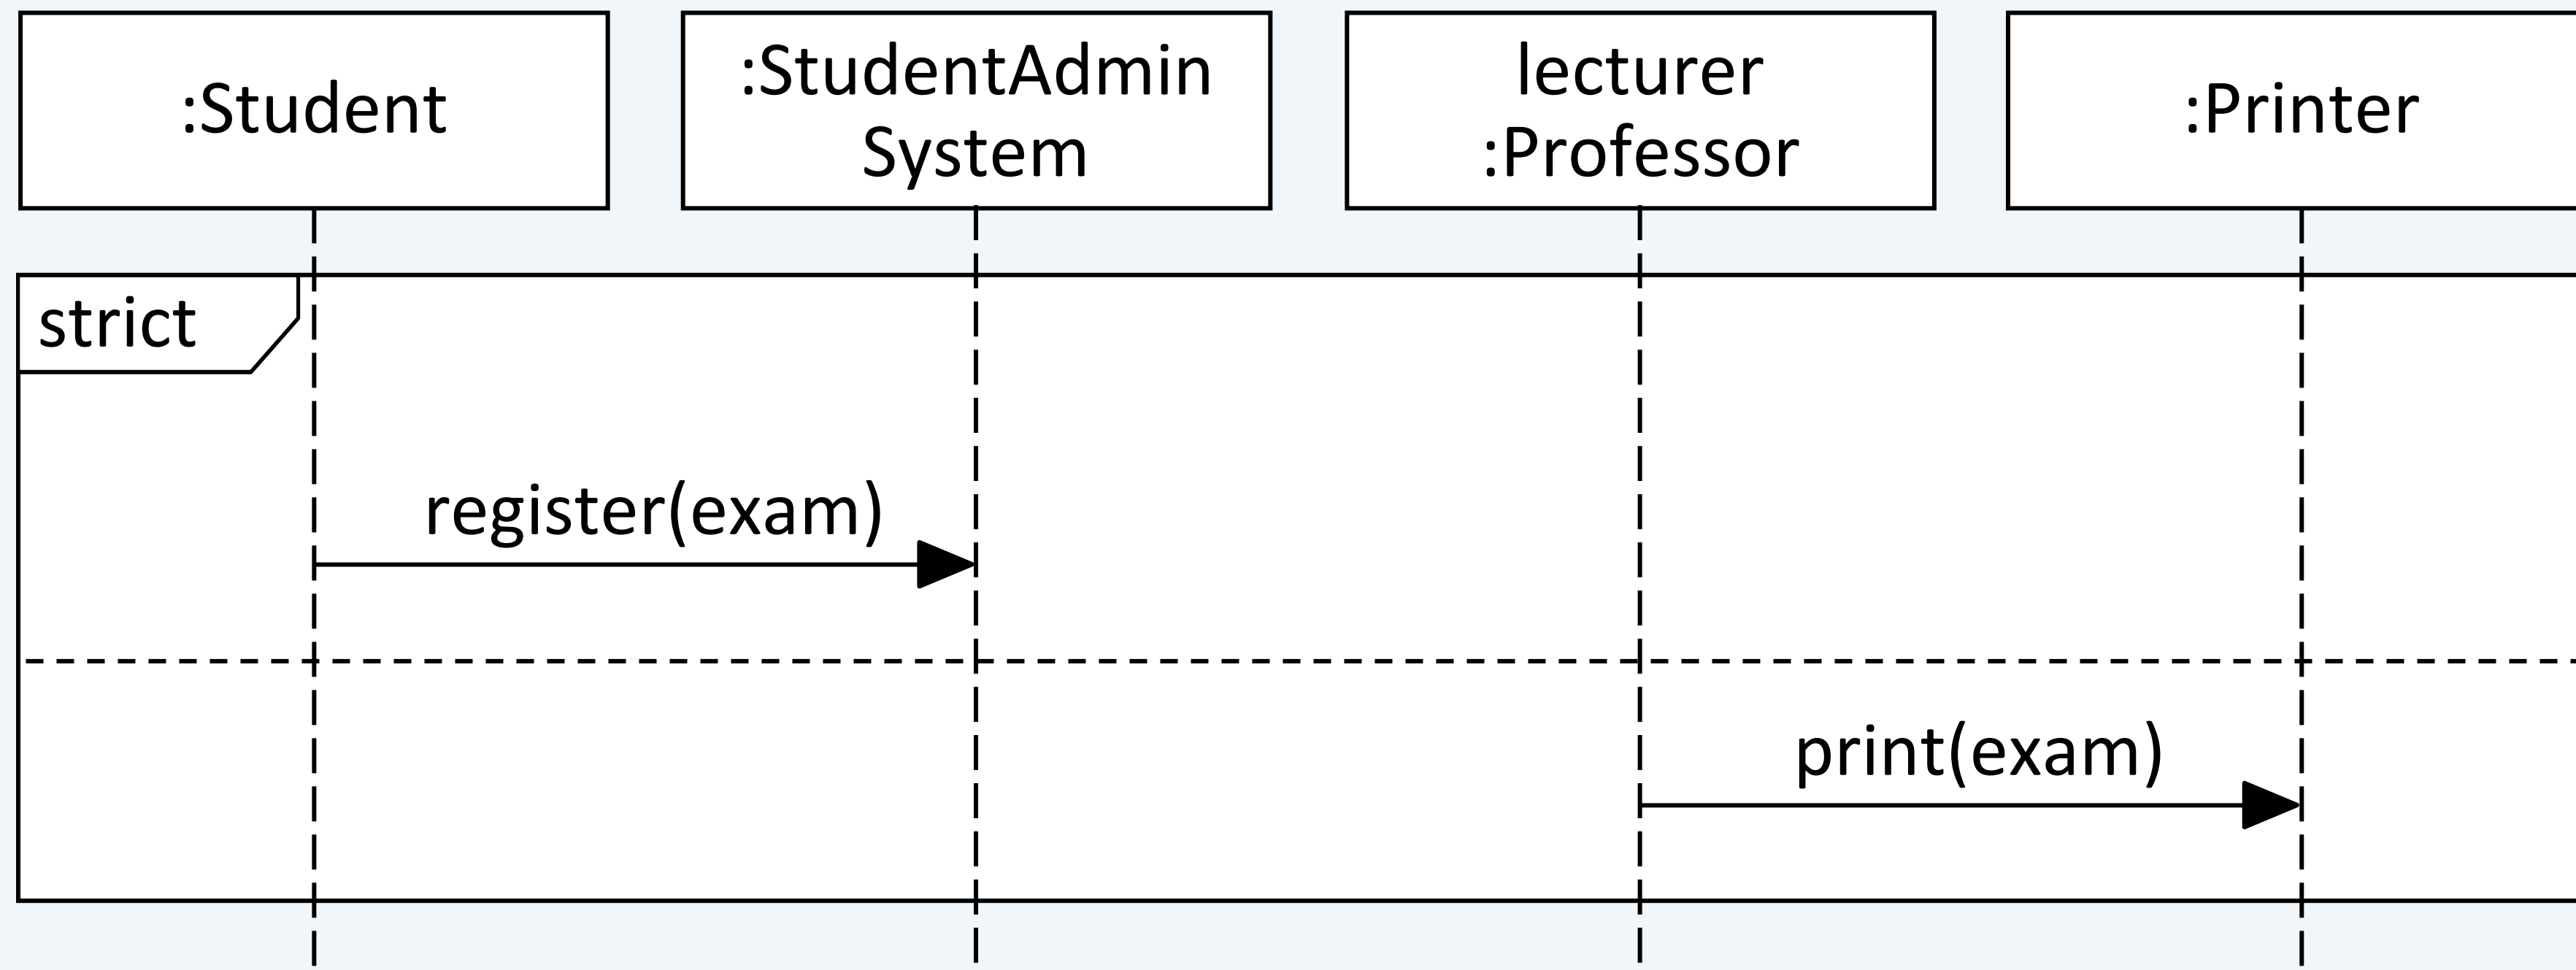 :Student
:StudentAdmin
System
lecturer
:Professor
:Printer
strict
register(exam)
print(exam)